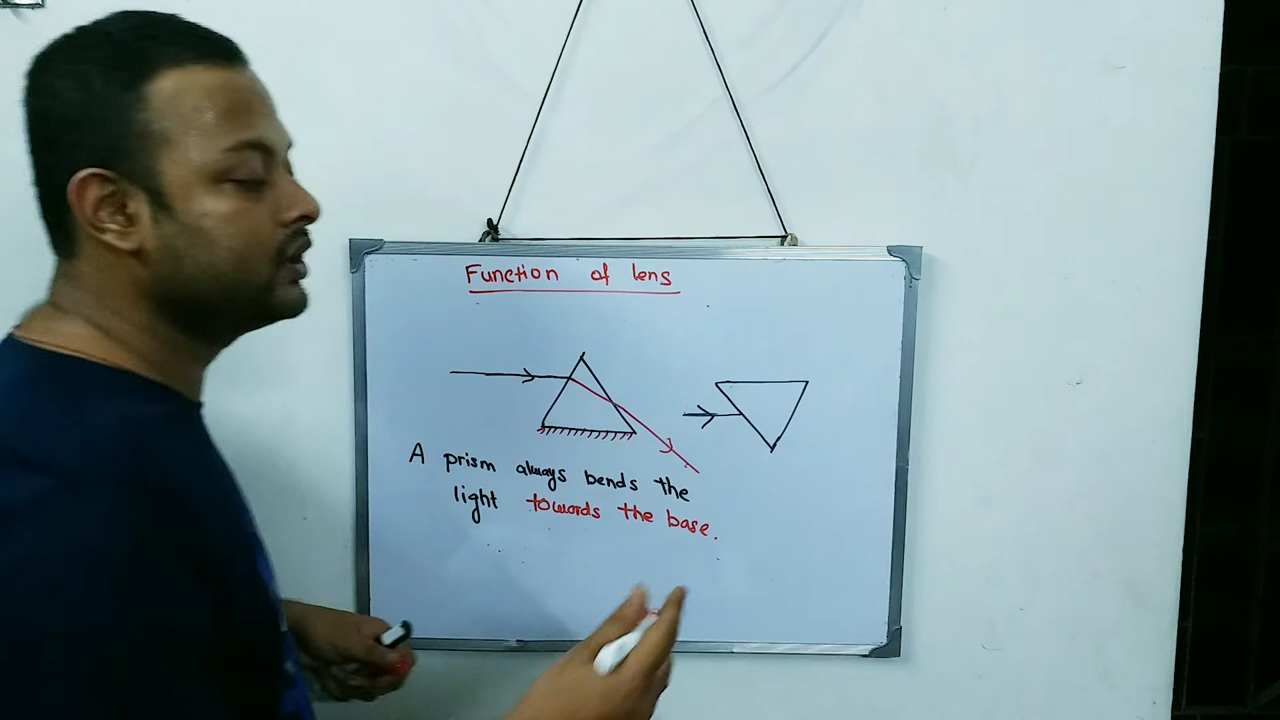 Function of lens
A prism always bends the
light towards the base.